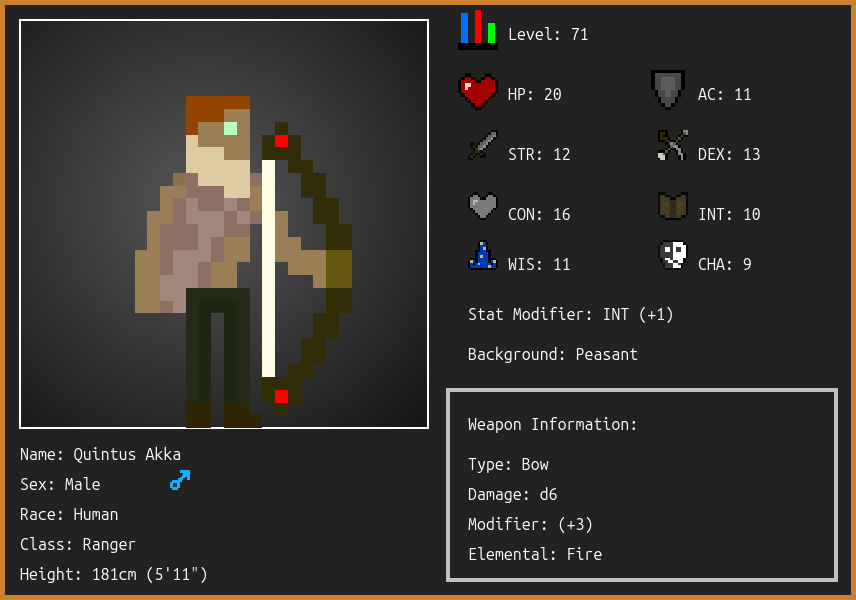 Level: 71
HP: 20
AC: 11
STR: 12
DEX: 13
CON: 16
INT: 10
WIS: 11
CHA: 9
Stat Modifier: INT (+1)
Background: Peasant
Weapon Information:
Type: Bow
Damage: d6
Modifier: (+3)
Elemental: Fire
Name: Quintus Akka
Sex: Male
Race: Human
Class: Ranger
Height: 181cm (5'11")